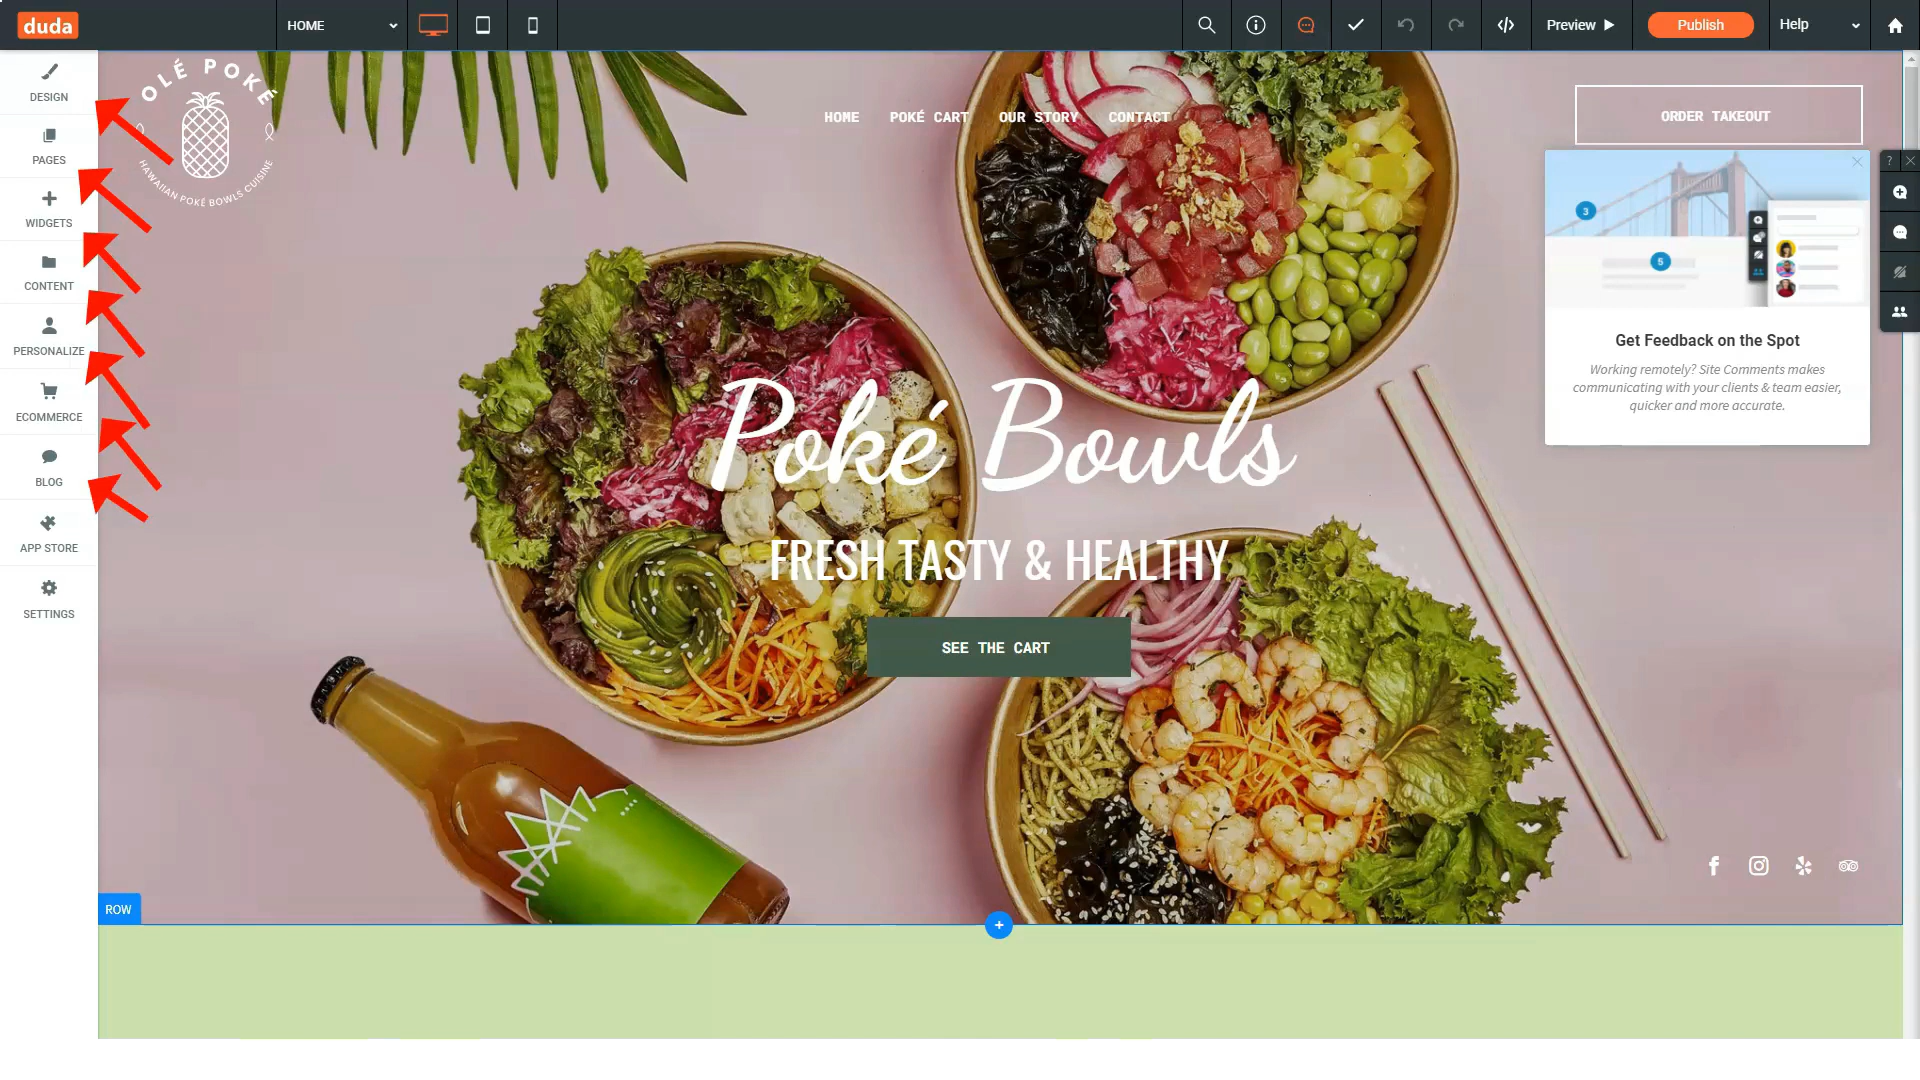 duda
HOME
Preview
Publish
Help
DESIGN
PAGES
WIDGETS
CONTENT
PERSONALIZE
ECOMMERCE
BLOG
APP STORE
SETTINGS
OLÉ POKÉ
HAWAIIAN POKÉ BOWLS CUISINE
HOME POKÉ CART OUR STORY CONTACT
ORDER TAKEOUT
?
3
5
Get Feedback on the Spot
Working remotely? Site Comments makes
communicating with your clients & team easier,
quicker and more accurate.
Poké Bowls
FRESH TASTY & HEALTHY
SEE THE CART
ROW